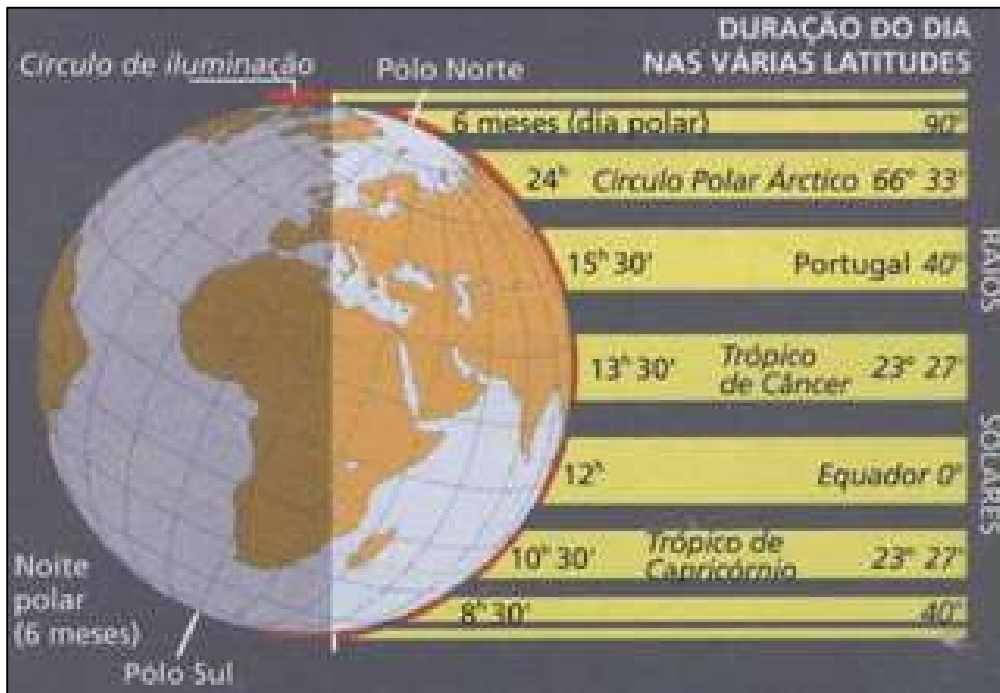 DURAÇÃO DO DIA
NAS VÁRIAS LATITUDES
Círculo de iluminação
Pólo Norte
6 meses (dia polar) 90°
24ʰ Círculo Polar Árctico 66° 33'
15ʰ 30' Portugal 40°
13ʰ 30' Trópico
de Câncer 23° 27'
12ʰ Equador 0°
10ʰ 30' Trópico de
Capricórnio 23° 27'
8ʰ 30' 40°
RAIOS
SOLARES
Noite
polar
(6 meses)
Pólo Sul